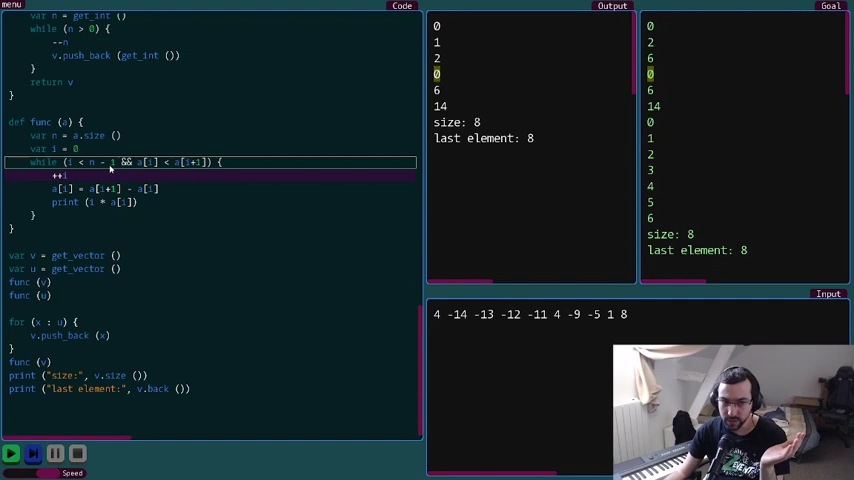 menu
Code
var n = get_int ()
while (n > 0) {
--n
v.push_back (get_int ())
}
return v
}
def func (a) {
var n = a.size ()
var i = 0
while (i < n - 1 && a[i] < a[i+1]) {
++i
a[i] = a[i+1] - a[i]
print (i * a[i])
}
}
var v = get_vector ()
var u = get_vector ()
func (v)
func (u)
for (x : u) {
v.push_back (x)
}
func (v)
print ("size:", v.size ())
print ("last element:", v.back ())
Speed
Output
0
1
2
0
6
14
size: 8
last element: 8
Goal
0
2
6
0
6
14
0
1
2
3
4
5
6
size: 8
last element: 8
Input
4 -14 -13 -12 -11 4 -9 -5 1 8
EVENT